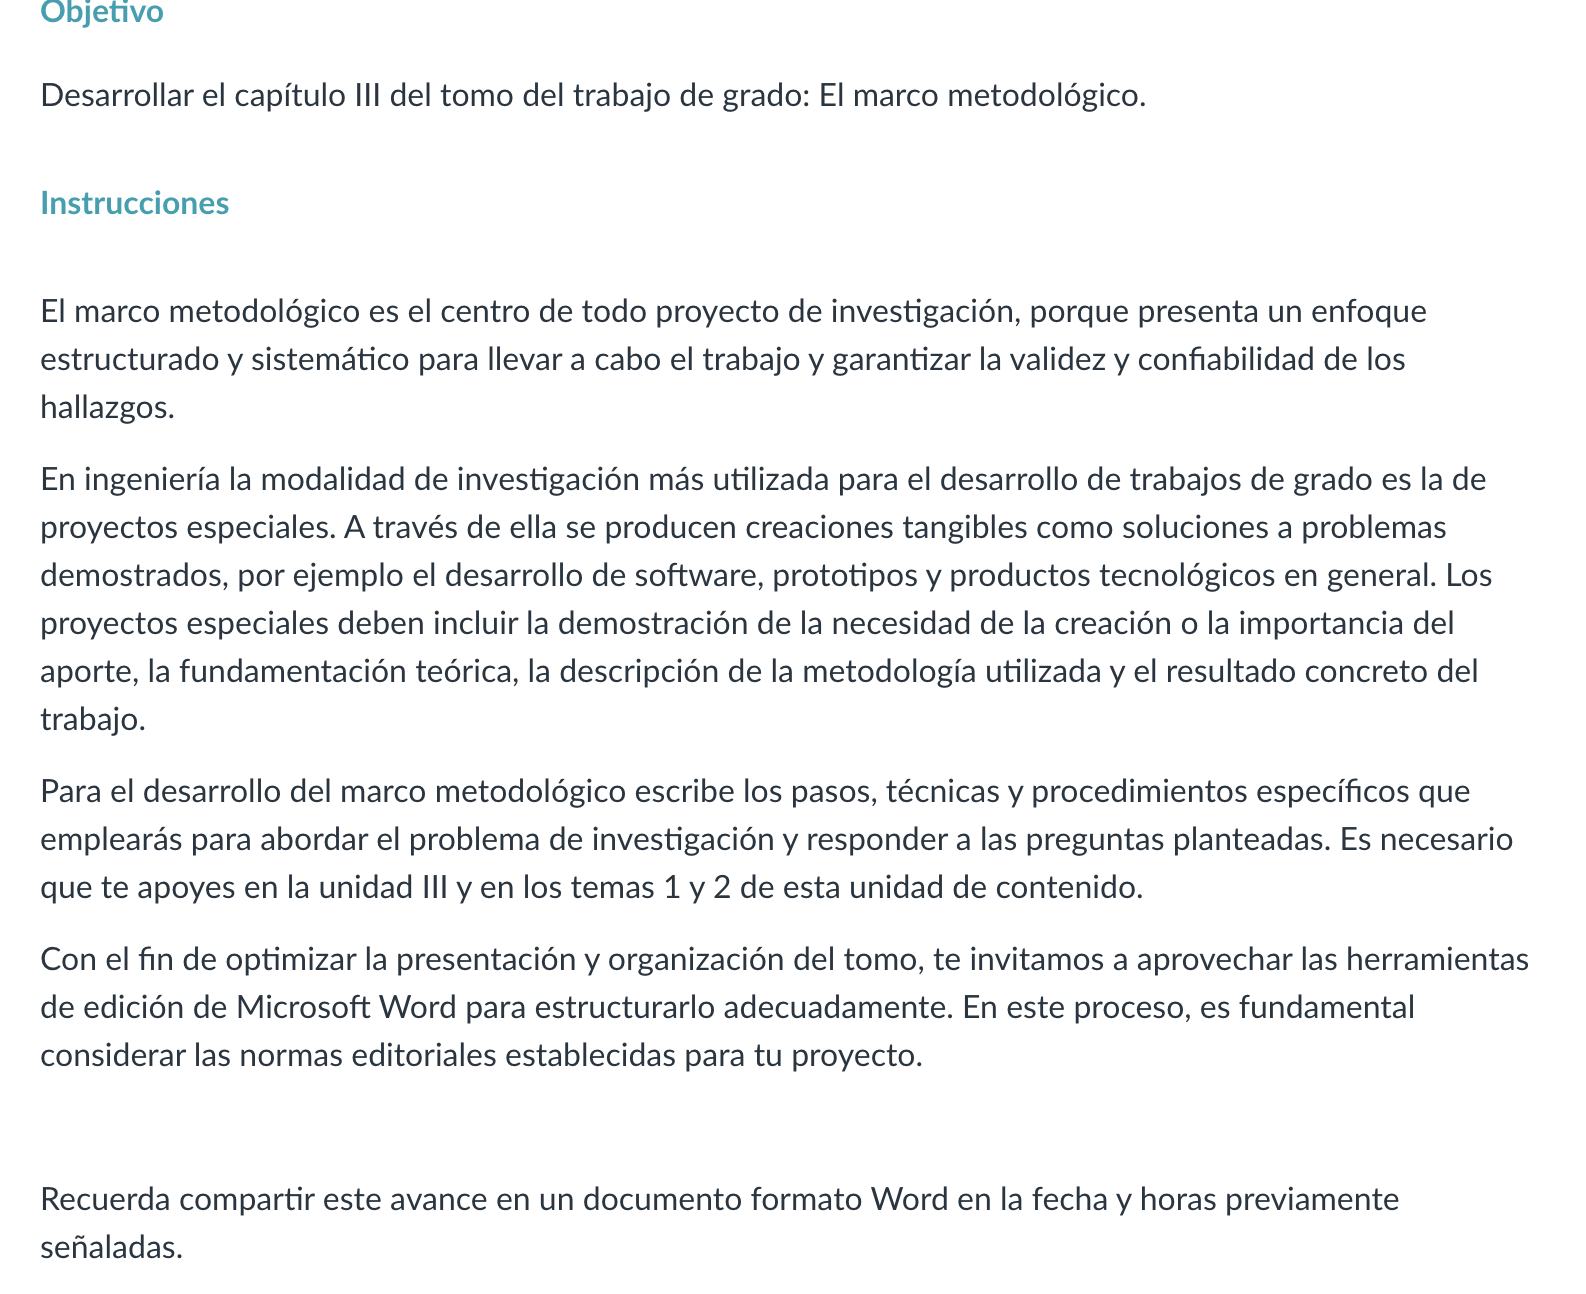 Objetivo
Desarrollar el capítulo III del tomo del trabajo de grado: El marco metodológico.
Instrucciones
El marco metodológico es el centro de todo proyecto de investigación, porque presenta un enfoque
estructurado y sistemático para llevar a cabo el trabajo y garantizar la validez y confiabilidad de los
hallazgos.
En ingeniería la modalidad de investigación más utilizada para el desarrollo de trabajos de grado es la de
proyectos especiales. A través de ella se producen creaciones tangibles como soluciones a problemas
demostrados, por ejemplo el desarrollo de software, prototipos y productos tecnológicos en general. Los
proyectos especiales deben incluir la demostración de la necesidad de la creación o la importancia del
aporte, la fundamentación teórica, la descripción de la metodología utilizada y el resultado concreto del
trabajo.
Para el desarrollo del marco metodológico escribe los pasos, técnicas y procedimientos específicos que
emplearás para abordar el problema de investigación y responder a las preguntas planteadas. Es necesario
que te apoyes en la unidad III y en los temas 1 y 2 de esta unidad de contenido.
Con el fin de optimizar la presentación y organización del tomo, te invitamos a aprovechar las herramientas
de edición de Microsoft Word para estructurarlo adecuadamente. En este proceso, es fundamental
considerar las normas editoriales establecidas para tu proyecto.
Recuerda compartir este avance en un documento formato Word en la fecha y horas previamente
señaladas.